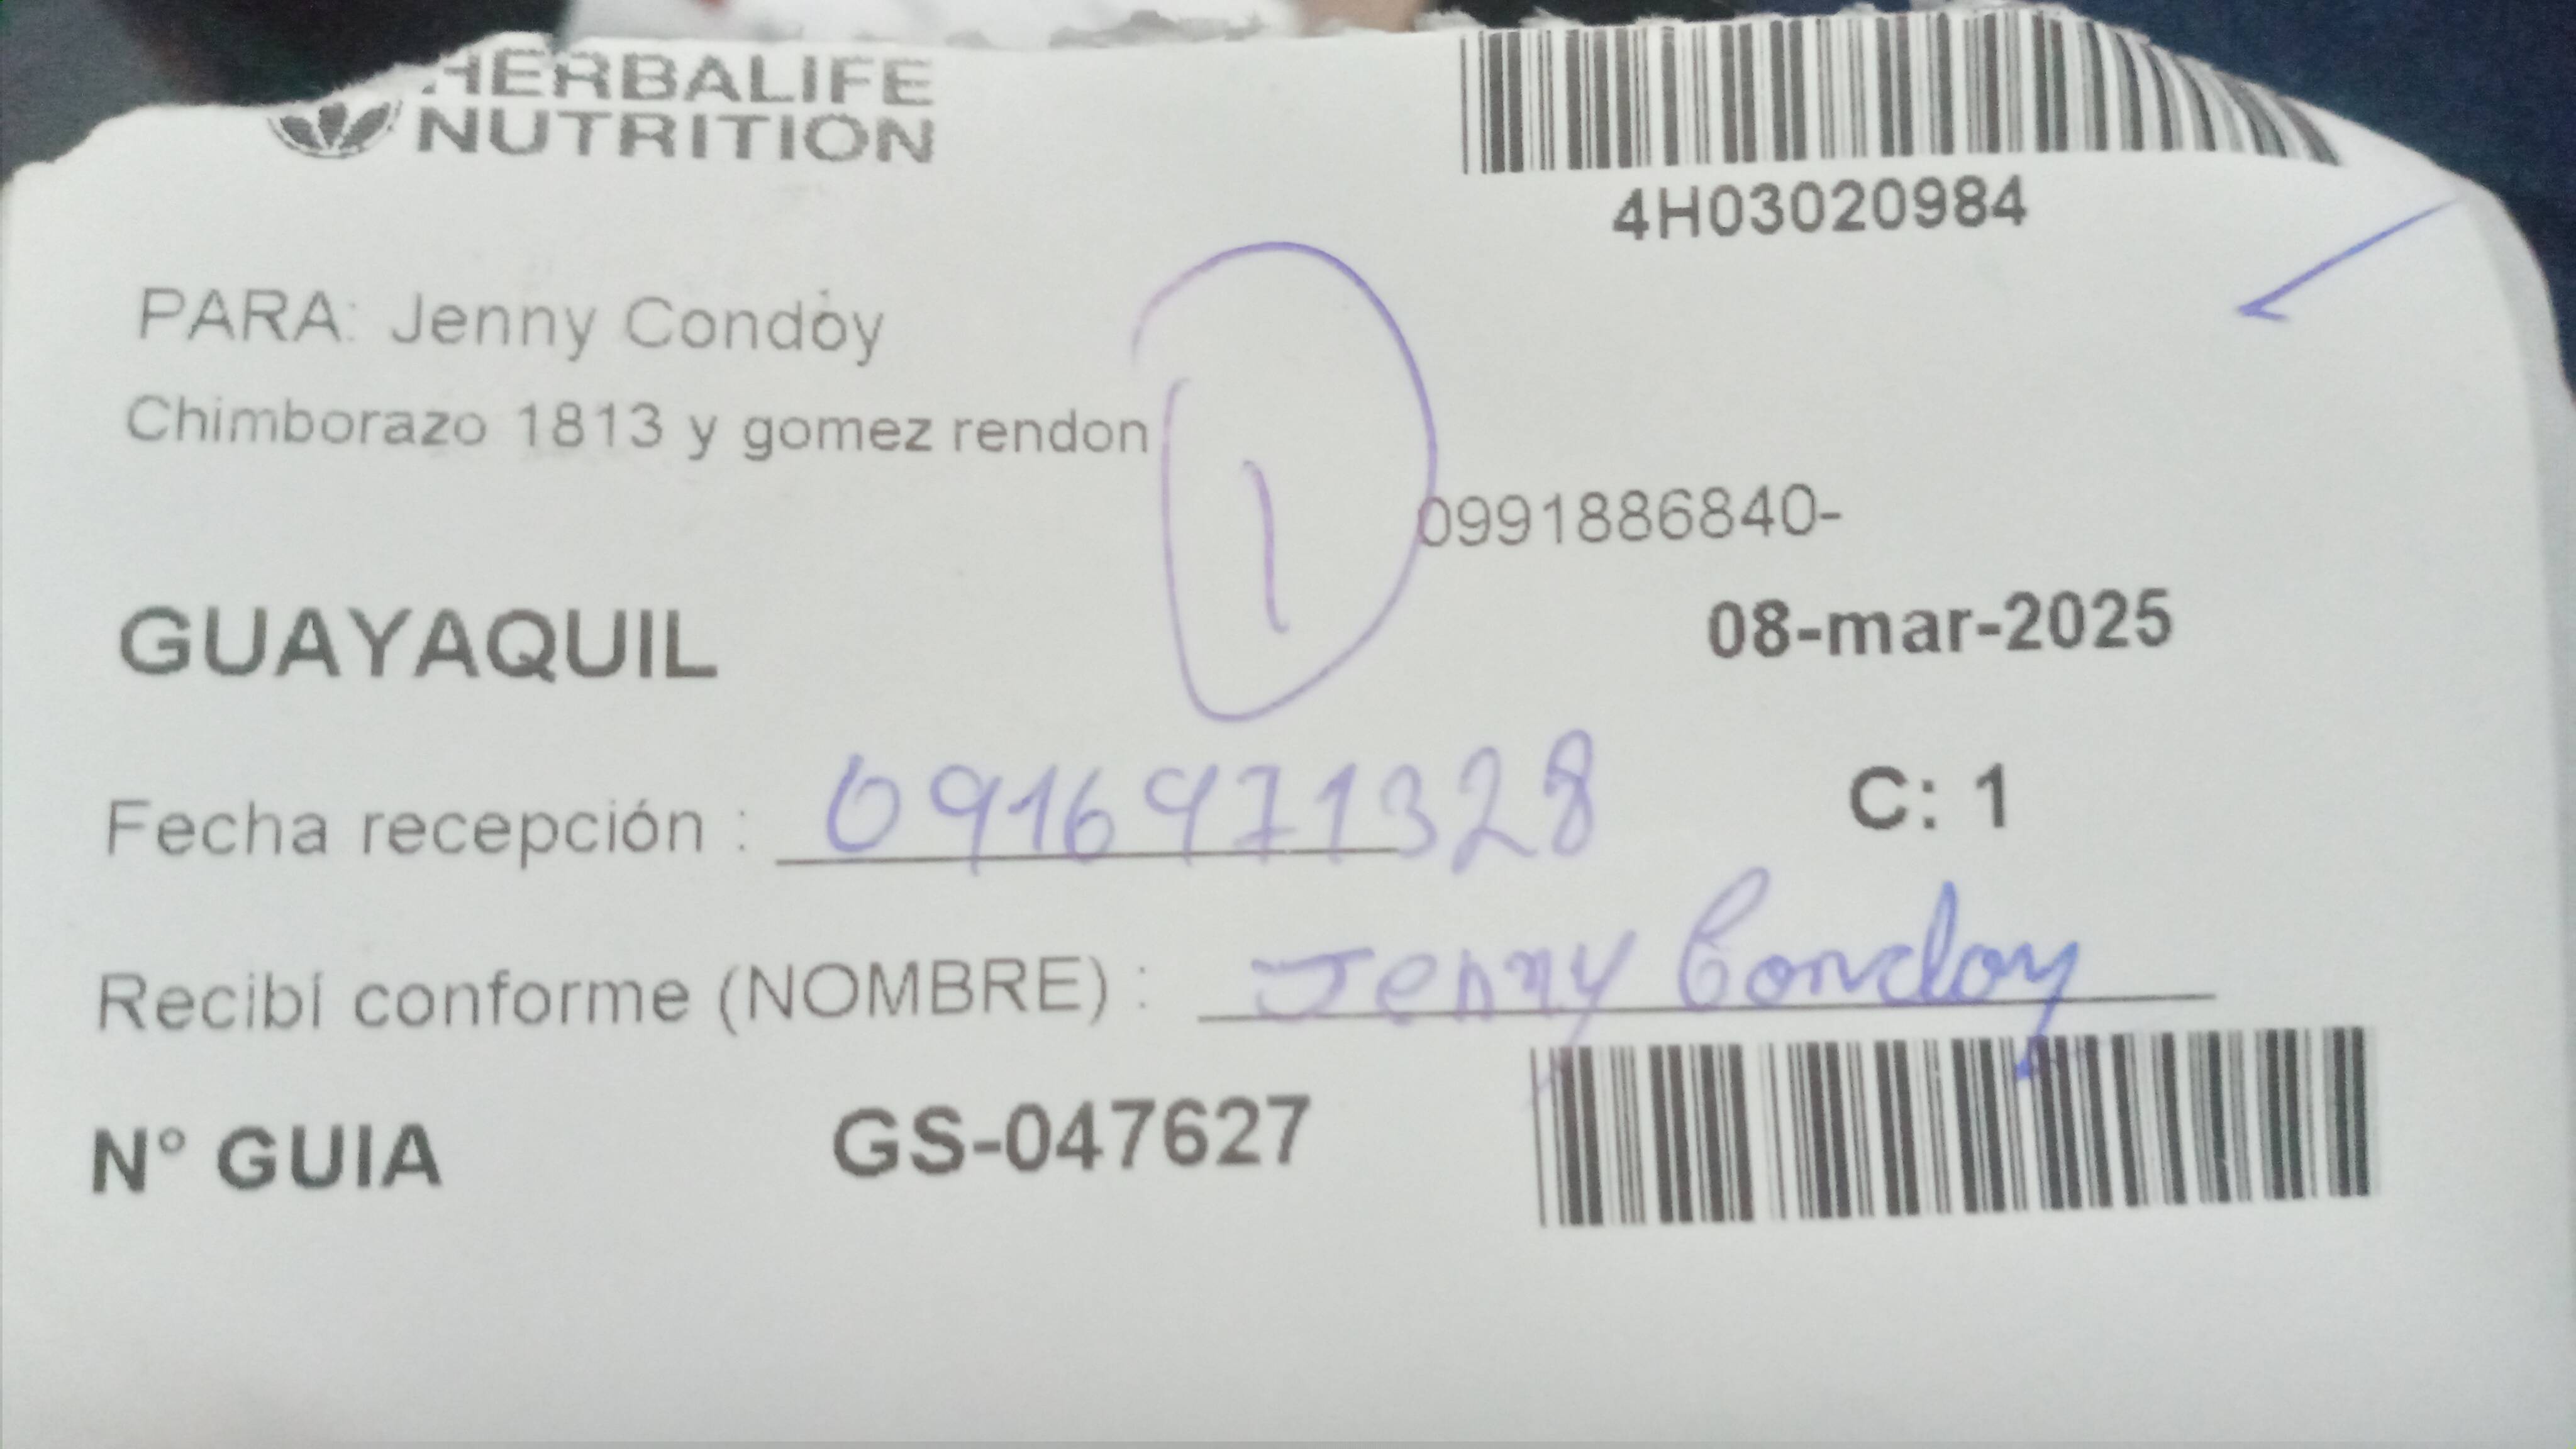 HERBALIFE
NUTRITION
4H03020984
PARA: Jenny Condoy
Chimborazo 1813 y gomez rendon
1
0991886840-
GUAYAQUIL
08-mar-2025
Fecha recepción : 0916971328
C: 1
Recibí conforme (NOMBRE) : Jenny Condoy
N° GUIA GS-047627